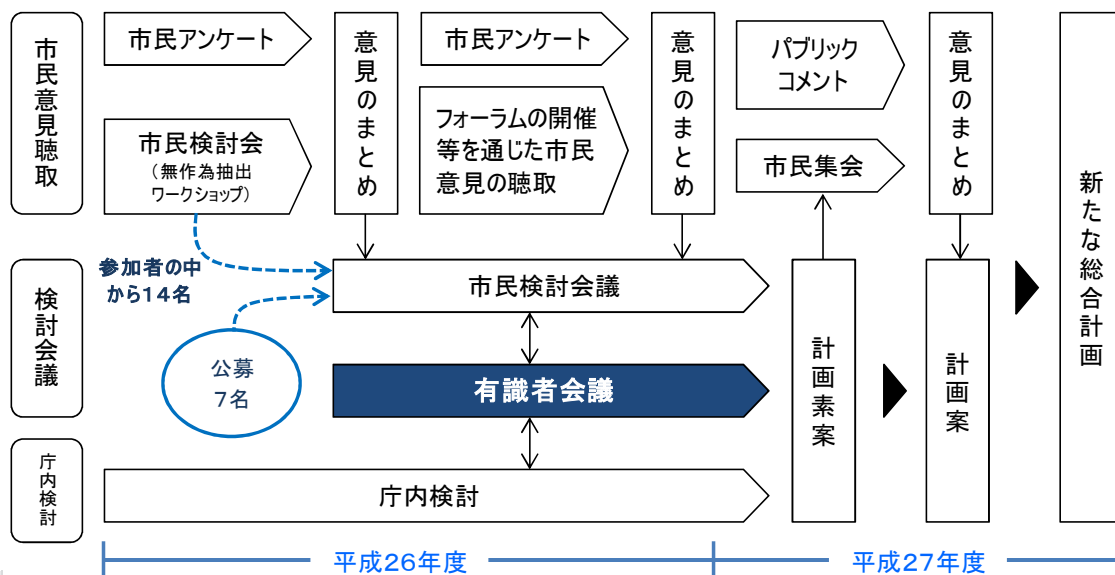 市民意見聴取
市民アンケート
市民検討会
（無作為抽出
ワークショップ）
意見のまとめ
市民アンケート
フォーラムの開催
等を通じた市民
意見の聴取
意見のまとめ
パブリック
コメント
市民集会
意見のまとめ
新たな総合計画
検討会議
参加者の中
から１４名
公募
７名
市民検討会議
有識者会議
計画素案
計画案
庁内検討
庁内検討
平成２６年度
平成２７年度